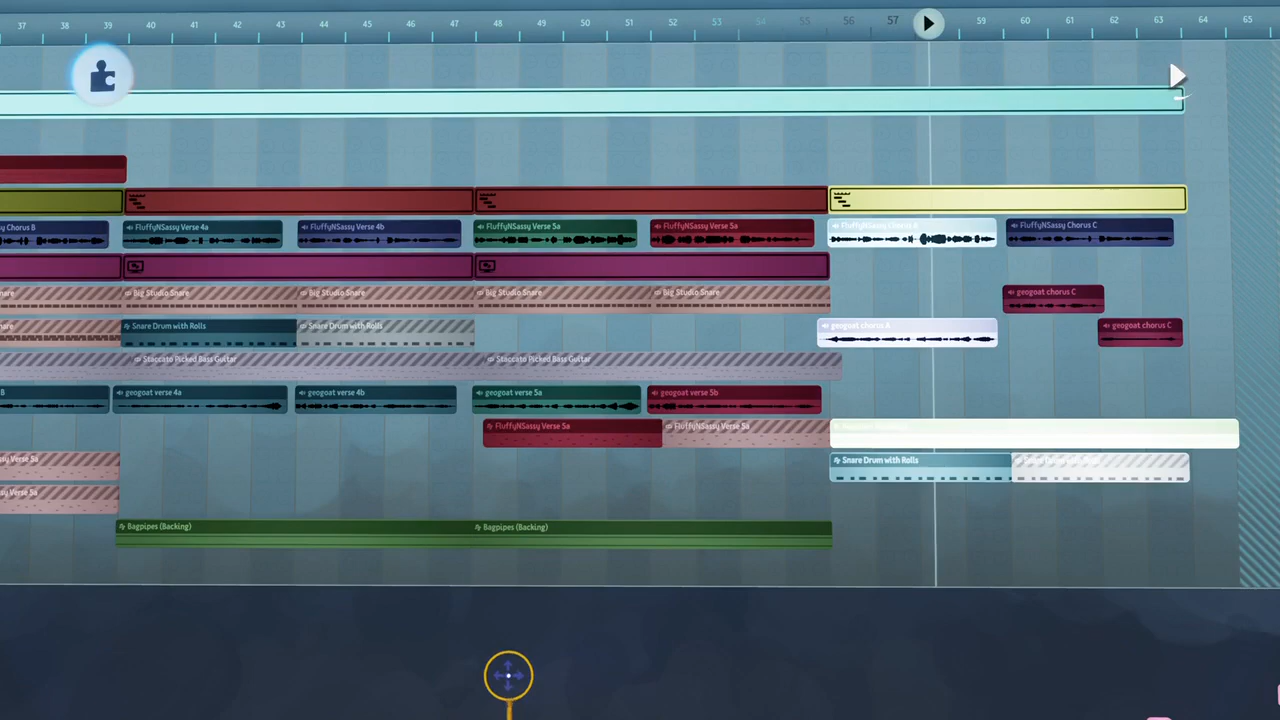 37 38 39 40 41 42 43 44 45 46 47 48 49 50 51 52 53 54 55 56 57 59 60 61 62 63 64 65
Chorus B
FluffyNSassy Verse 4a
FluffyNSassy Verse 4b
FluffyNSassy Verse 5a
FluffyNSassy Verse 5a
FluffyNSassy Chorus C
Big Studio Snare
Big Studio Snare
Big Studio Snare
Big Studio Snare
geogoat chorus C
Snare Drum with Rolls
Snare Drum with Rolls
geogoat chorus A
geogoat chorus C
Staccato Picked Bass Guitar
Staccato Picked Bass Guitar
B
geogoat verse 4a
geogoat verse 4b
geogoat verse 5a
geogoat verse 5b
FluffyNSassy Verse 5a
FluffyNSassy Verse 5a
Verse 5a
Snare Drum with Rolls
Verse 5a
Bagpipes (Backing)
Bagpipes (Backing)